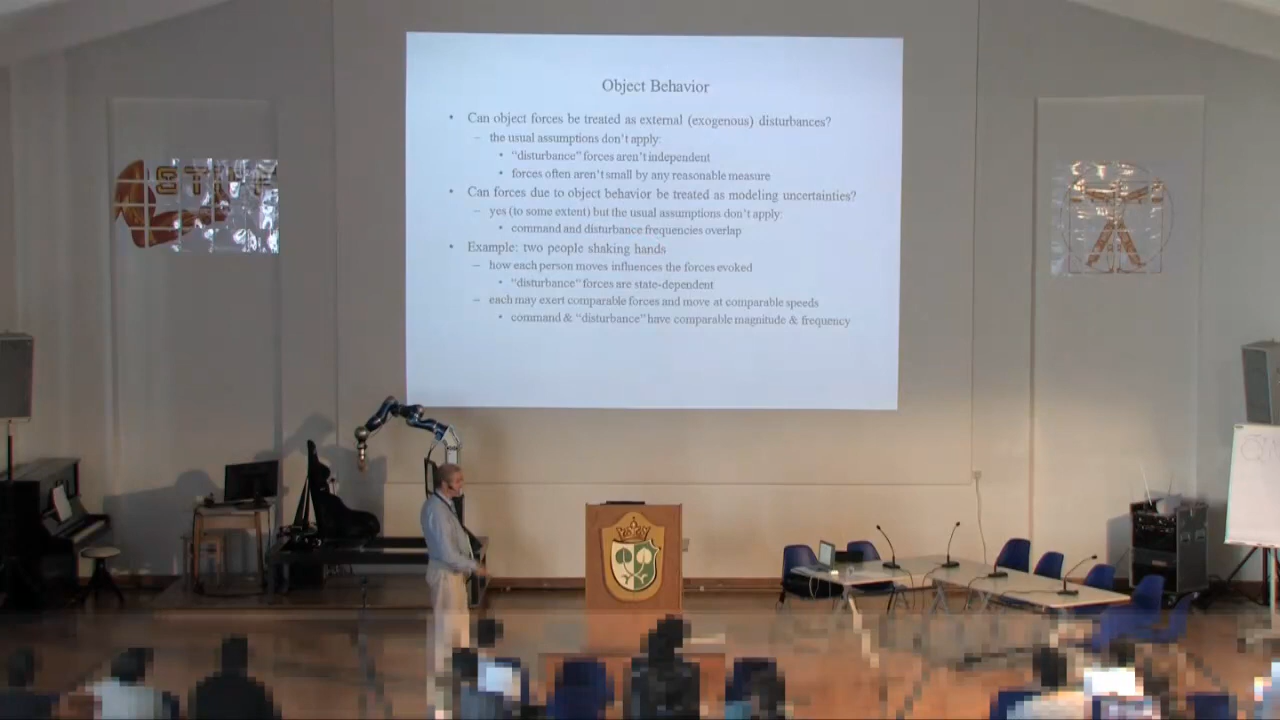 Object Behavior
• Can object forces be treated as external (exogenous) disturbances?
– the usual assumptions don't apply:
• "disturbance" forces aren't independent
• forces often aren't small by any reasonable measure
• Can forces due to object behavior be treated as modeling uncertainties?
– yes (to some extent) but the usual assumptions don't apply:
• command and disturbance frequencies overlap
• Example: two people shaking hands
– how each person moves influences the forces evoked
• "disturbance" forces are state-dependent
– each may exert comparable forces and move at comparable speeds
• command & "disturbance" have comparable magnitude & frequency
STIFF